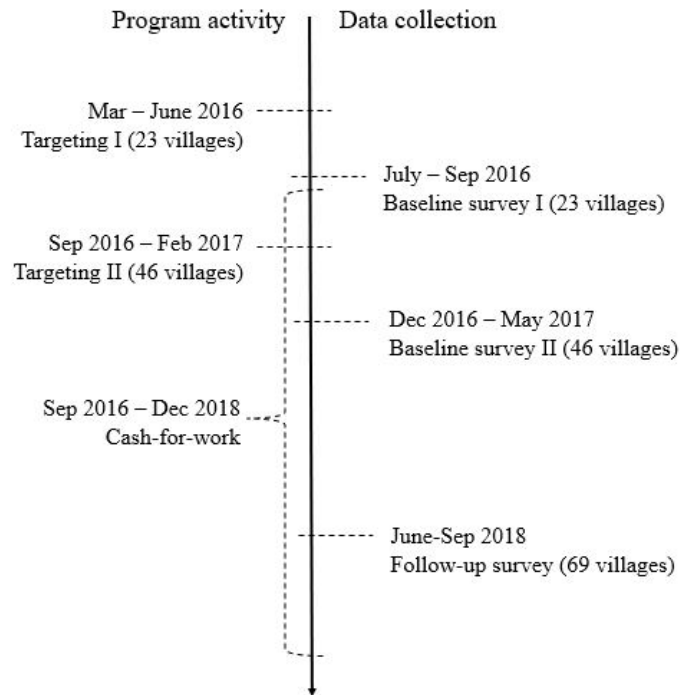 Program activity
Data collection
Mar – June 2016
Targeting I (23 villages)
July – Sep 2016
Baseline survey I (23 villages)
Sep 2016 – Feb 2017
Targeting II (46 villages)
Dec 2016 – May 2017
Baseline survey II (46 villages)
Sep 2016 – Dec 2018
Cash-for-work
June-Sep 2018
Follow-up survey (69 villages)